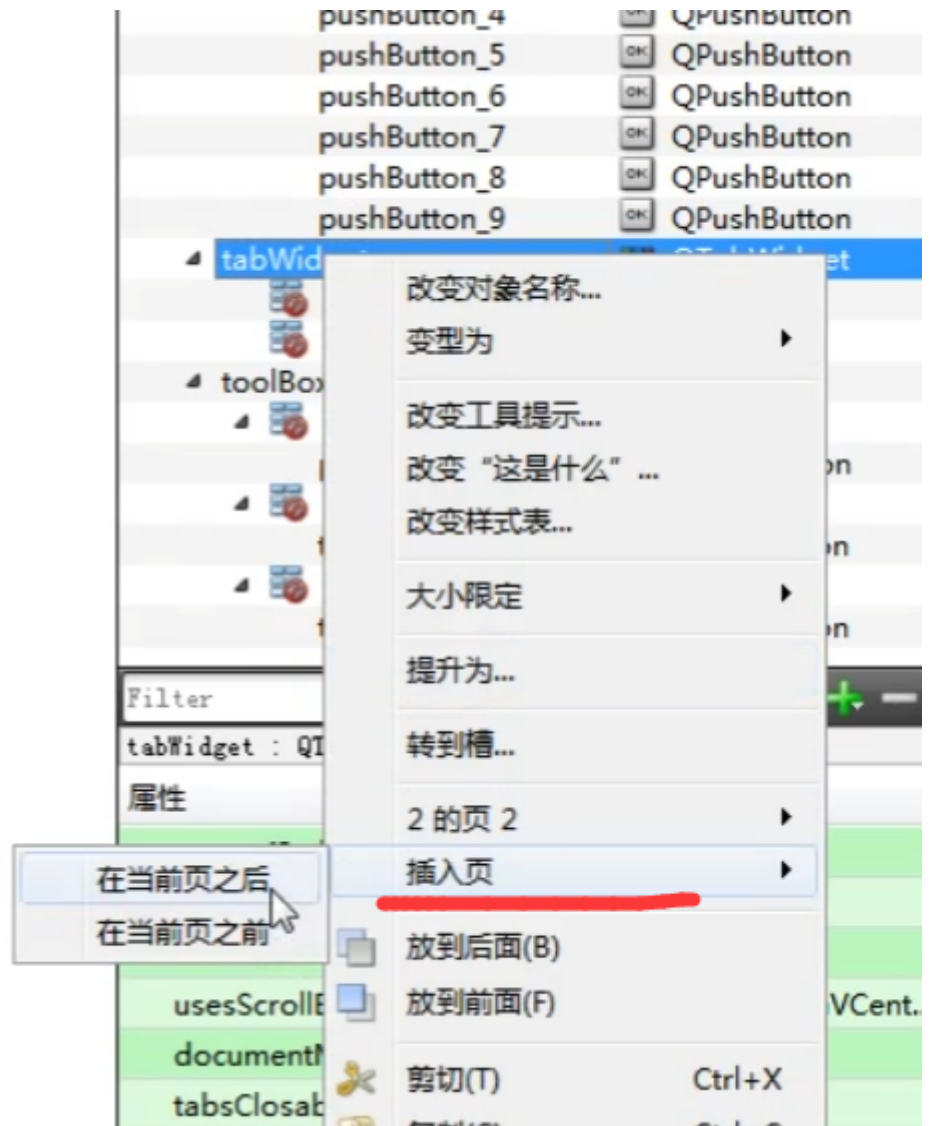 pushButton_4 QPushButton
pushButton_5 QPushButton
pushButton_6 QPushButton
pushButton_7 QPushButton
pushButton_8 QPushButton
pushButton_9 QPushButton
tabWid QTabWidget
改变对象名称...
变型为
toolBox
改变工具提示...
改变“这是什么”...
on
改变样式表...
on
大小限定
on
提升为...
Filter
转到槽...
tabWidget : QT
属性
2 的页 2
插入页
在当前页之后
在当前页之前
放到后面(B)
放到前面(F)
usesScrollB VCent..
documentM
剪切(T) Ctrl+X
tabsClosab